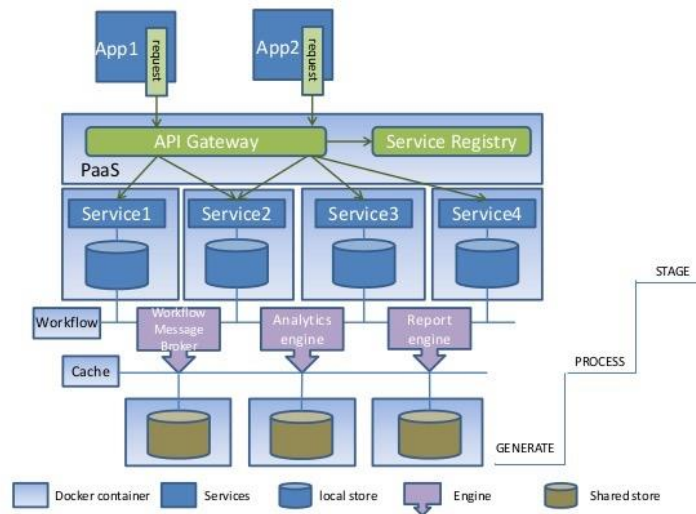 App1
request
App2
request
API Gateway
Service Registry
PaaS
Service1
Service2
Service3
Service4
STAGE
Workflow
Workflow
Message
Broker
Analytics
engine
Report
engine
Cache
PROCESS
GENERATE
Docker container
Services
local store
Engine
Shared store